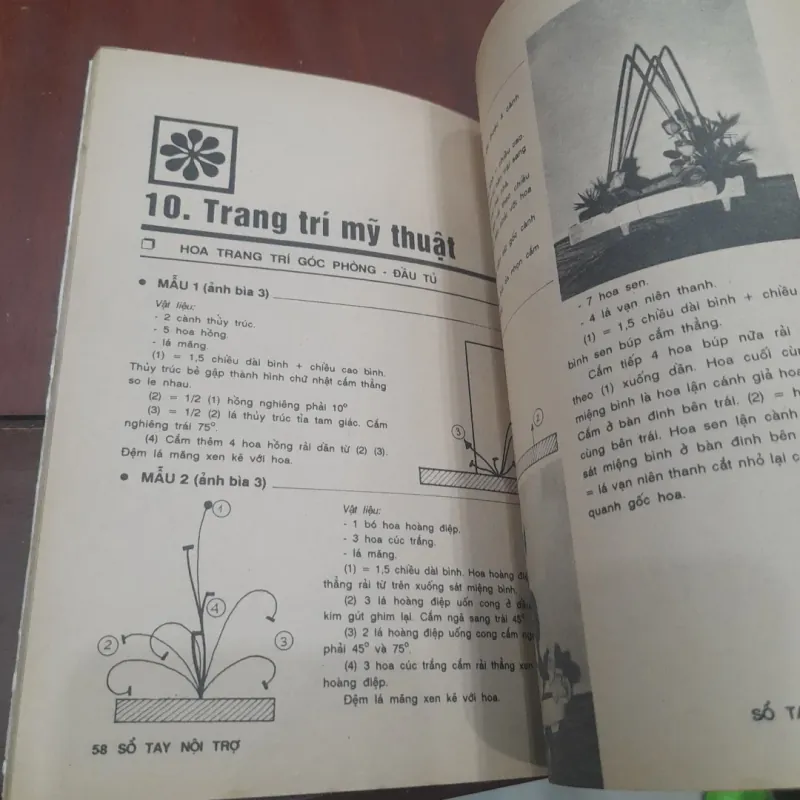 10. Trang trí mỹ thuật
HOA TRANG TRÍ GÓC PHÒNG - ĐẦU TỦ
● MẪU 1 (ảnh bìa 3)
Vật liệu:
- 2 cành thủy trúc.
- 5 hoa hồng.
- lá măng.
(1) = 1,5 chiều dài bình + chiều cao bình.
Thủy trúc bẻ gập thành hình chữ nhật cắm thẳng
so le nhau.
(2) = 1/2 (1) hồng nghiêng phải 10°
(3) = 1/2 (2) lá thủy trúc tỉa tam giác. Cắm
nghiêng trái 75°.
(4) Cắm thêm 4 hoa hồng rải dần từ (2) (3).
Đệm lá măng xen kẽ với hoa.
3
● MẪU 2 (ảnh bìa 3)
1
4
2
3
Vật liệu:
- 1 bó hoa hoàng điệp.
- 3 hoa cúc trắng.
- lá măng.
(1) = 1,5 chiều dài bình. Hoa hoàng điệp
thẳng rải từ trên xuống sát miệng bình.
(2) 3 lá hoàng điệp uốn cong ở
kim gút ghim lại. Cắm ngả sang trái 45°
(3) 2 lá hoàng điệp uống cong cắm
phải 45° và 75°.
(4) 3 hoa cúc trắng cắm rải thẳng xen
hoàng điệp.
Đệm lá măng xen kẽ với hoa.
58 SỔ TAY NỘI TRỢ
- 7 hoa sen.
- 4 lá vạn niên thanh.
(1) = 1,5 chiều dài bình + chiều
bình sen búp cắm thẳng.
Cắm tiếp 4 hoa búp nữa rải
theo (1) xuống dần. Hoa cuối
miệng bình là hoa lận cánh giả
Cắm ở bàn đinh bên trái. (2) =
cùng bên trái. Hoa sen lận cành
sát miệng bình ở bàn đinh bên
= lá vạn niên thanh cắt nhỏ lại
quanh gốc hoa.
2
SỔ